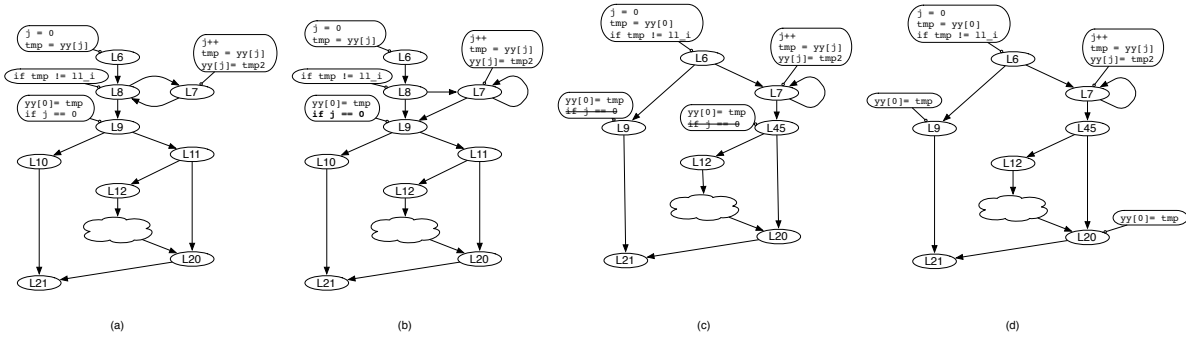 j = 0
tmp = yy[j]
L6
if tmp != ll_i
L8
j++
tmp = yy[j]
yy[j]= tmp2
L7
yy[0]= tmp
if j == 0
L9
L10
L11
L12
L20
L21
(a)
j = 0
tmp = yy[j]
L6
if tmp != ll_i
L8
j++
tmp = yy[j]
yy[j]= tmp2
L7
yy[0]= tmp
if j == 0
L9
L10
L11
L12
L20
L21
(b)
j = 0
tmp = yy[0]
if tmp != ll_i
L6
j++
tmp = yy[j]
yy[j]= tmp2
L7
yy[0]= tmp
if j == 0
L9
yy[0]= tmp
if j == 0
L45
L12
L20
L21
(c)
j = 0
tmp = yy[0]
if tmp != ll_i
L6
j++
tmp = yy[j]
yy[j]= tmp2
L7
yy[0]= tmp
L9
L45
L12
yy[0]= tmp
L20
L21
(d)